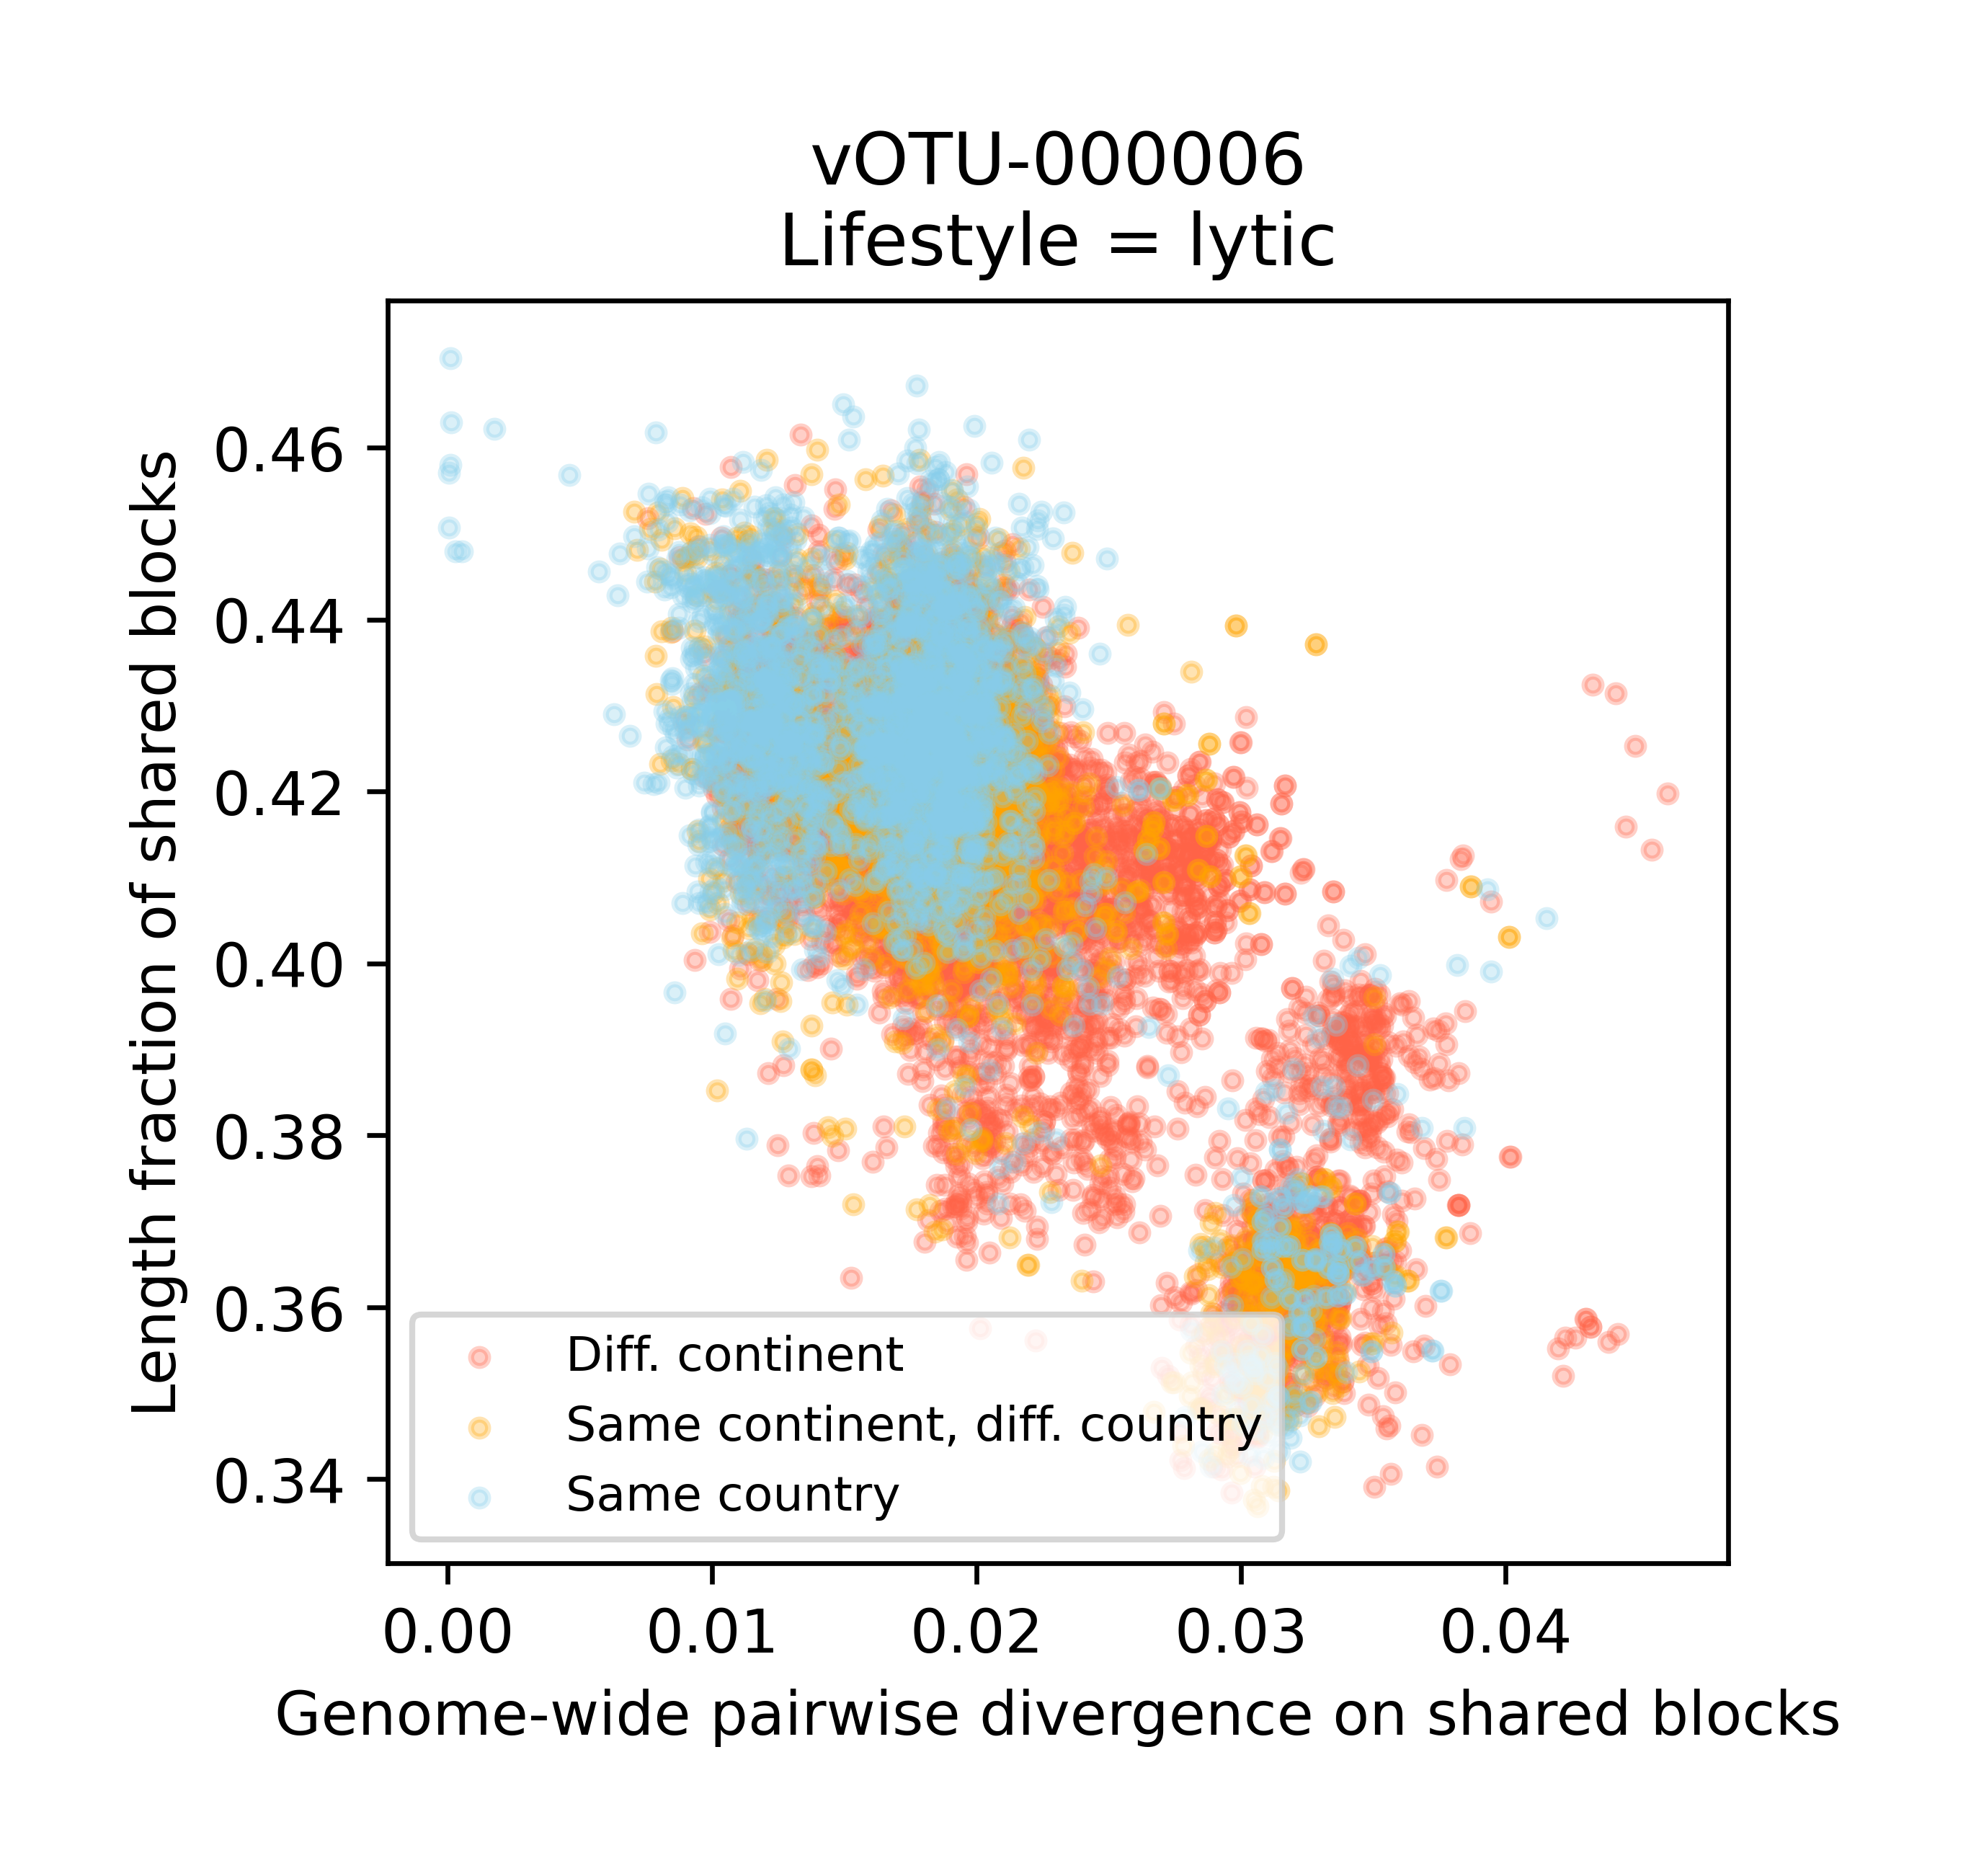 vOTU-000006
Lifestyle = lytic
Length fraction of shared blocks
0.46
0.44
0.42
0.40
0.38
0.36
0.34
Diff. continent
Same continent, diff. country
Same country
0.00 0.01 0.02 0.03 0.04
Genome-wide pairwise divergence on shared blocks